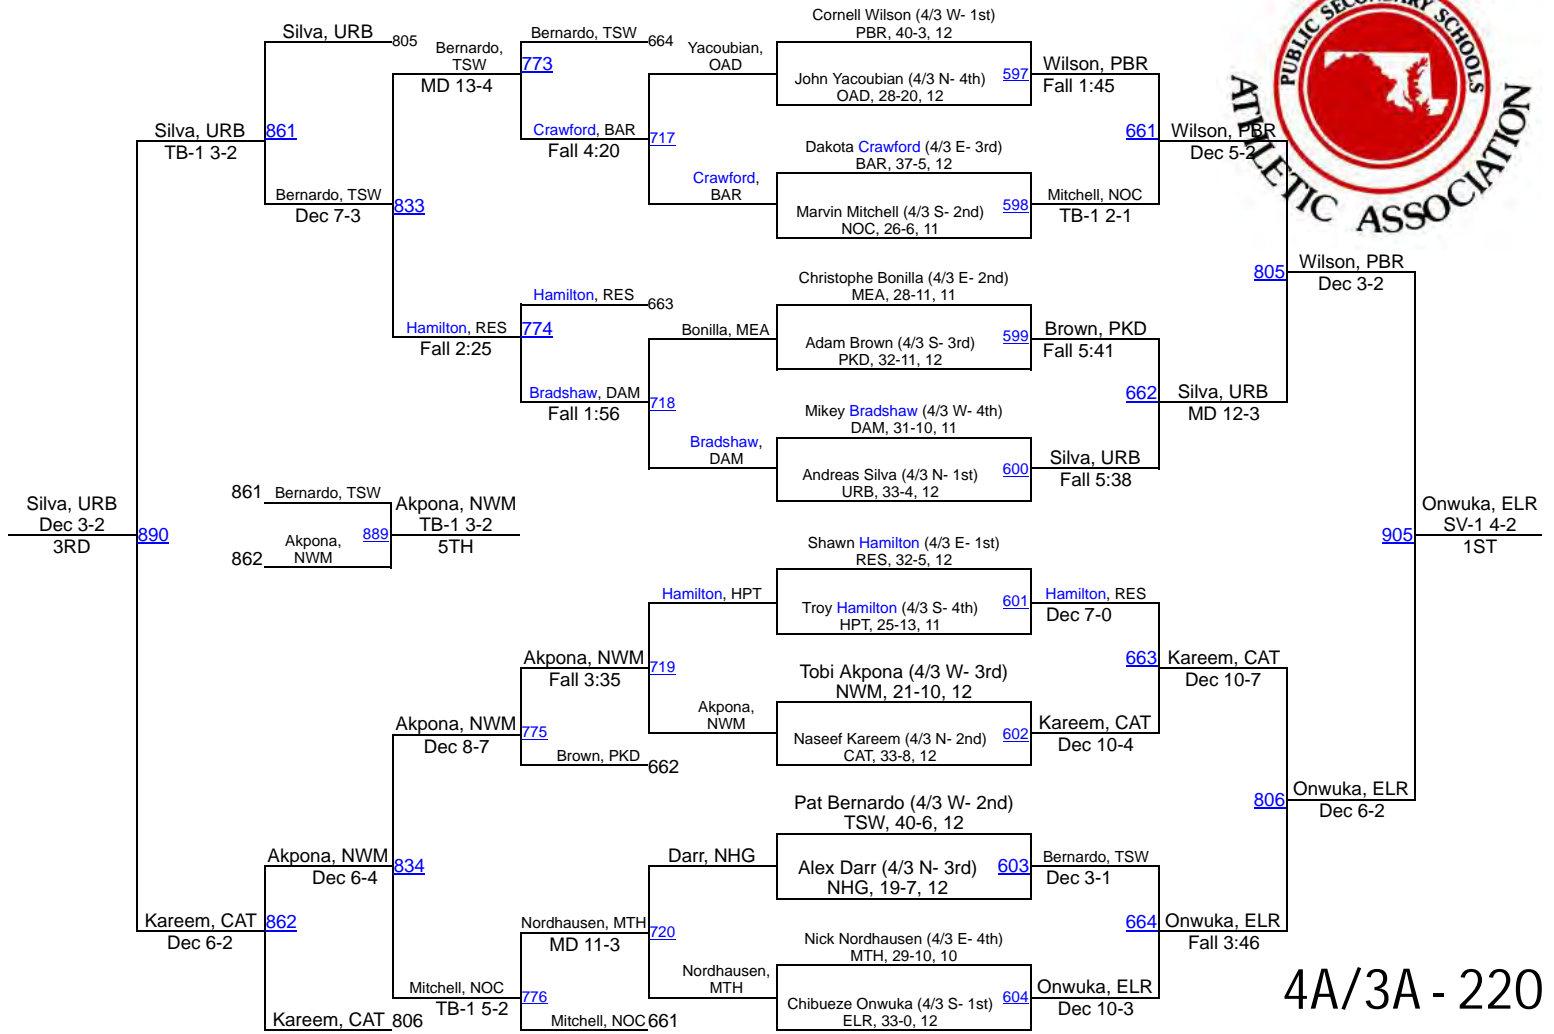 PUBLIC SECONDARY SCHOOLS
ATHLETIC ASSOCIATION
Silva, URB
805
Bernardo,
TSW
MD 13-4
Bernardo, TSW
664
773
Yacoubian,
OAD
Cornell Wilson (4/3 W- 1st)
PBR, 40-3, 12
John Yacoubian (4/3 N- 4th)
OAD, 28-20, 12
597
Wilson, PBR
Fall 1:45
Silva, URB
TB-1 3-2
861
Crawford, BAR
Fall 4:20
717
Dakota Crawford (4/3 E- 3rd)
BAR, 37-5, 12
661
Wilson, PBR
Dec 5-2
Bernardo, TSW
Dec 7-3
833
Crawford,
BAR
Marvin Mitchell (4/3 S- 2nd)
NOC, 26-6, 11
598
Mitchell, NOC
TB-1 2-1
805
Wilson, PBR
Dec 3-2
Hamilton, RES
663
Christophe Bonilla (4/3 E- 2nd)
MEA, 28-11, 11
Hamilton, RES
Fall 2:25
774
Bonilla, MEA
Adam Brown (4/3 S- 3rd)
PKD, 32-11, 12
599
Brown, PKD
Fall 5:41
Bradshaw, DAM
Fall 1:56
718
Mikey Bradshaw (4/3 W- 4th)
DAM, 31-10, 11
662
Silva, URB
MD 12-3
Bradshaw,
DAM
Andreas Silva (4/3 N- 1st)
URB, 33-4, 12
600
Silva, URB
Fall 5:38
Silva, URB
Dec 3-2
3RD
890
861
Bernardo, TSW
862
Akpona,
NWM
889
Akpona, NWM
TB-1 3-2
5TH
905
Onwuka, ELR
SV-1 4-2
1ST
Shawn Hamilton (4/3 E- 1st)
RES, 32-5, 12
Hamilton, HPT
Troy Hamilton (4/3 S- 4th)
HPT, 25-13, 11
601
Hamilton, RES
Dec 7-0
Akpona, NWM
Fall 3:35
719
Tobi Akpona (4/3 W- 3rd)
NWM, 21-10, 12
663
Kareem, CAT
Dec 10-7
Akpona, NWM
Dec 8-7
775
Akpona,
NWM
Naseef Kareem (4/3 N- 2nd)
CAT, 33-8, 12
602
Kareem, CAT
Dec 10-4
Brown, PKD
662
Pat Bernardo (4/3 W- 2nd)
TSW, 40-6, 12
806
Onwuka, ELR
Dec 6-2
Akpona, NWM
Dec 6-4
834
Darr, NHG
Alex Darr (4/3 N- 3rd)
NHG, 19-7, 12
603
Bernardo, TSW
Dec 3-1
Kareem, CAT
Dec 6-2
862
Nordhausen, MTH
MD 11-3
720
Nick Nordhausen (4/3 E- 4th)
MTH, 29-10, 10
664
Onwuka, ELR
Fall 3:46
Mitchell, NOC
TB-1 5-2
776
Nordhausen,
MTH
Chibueze Onwuka (4/3 S- 1st)
ELR, 33-0, 12
604
Onwuka, ELR
Dec 10-3
Kareem, CAT
806
Mitchell, NOC
661
4A/3A - 220